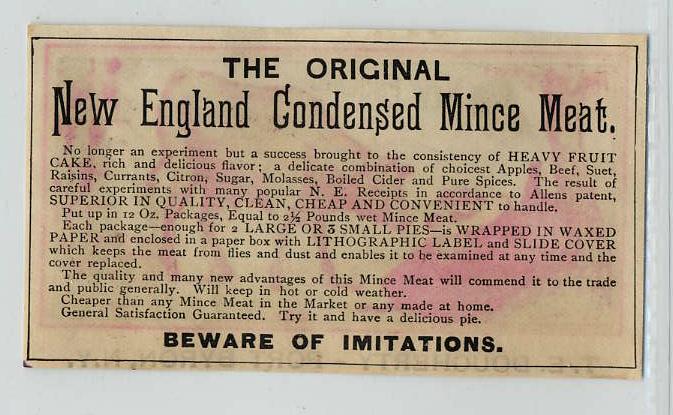 THE ORIGINAL
New England Condensed Mince Meat.
No longer an experiment but a success brought to the consistency of HEAVY FRUIT
CAKE, rich and delicious flavor; a delicate combination of choicest Apples, Beef, Suet,
Raisins, Currants, Citron, Sugar, Molasses, Boiled Cider and Pure Spices. The result of
careful experiments with many popular N. E. Receipts in accordance to Allens patent,
SUPERIOR IN QUALITY, CLEAN, CHEAP AND CONVENIENT to handle.
Put up in 12 Oz. Packages, Equal to 2½ Pounds wet Mince Meat.
Each package—enough for 2 LARGE OR 3 SMALL PIES—is WRAPPED IN WAXED
PAPER and enclosed in a paper box with LITHOGRAPHIC LABEL and SLIDE COVER
which keeps the meat from flies and dust and enables it to be examined at any time and the
cover replaced.
The quality and many new advantages of this Mince Meat will commend it to the trade
and public generally. Will keep in hot or cold weather.
Cheaper than any Mince Meat in the Market or any made at home.
General Satisfaction Guaranteed. Try it and have a delicious pie.
BEWARE OF IMITATIONS.